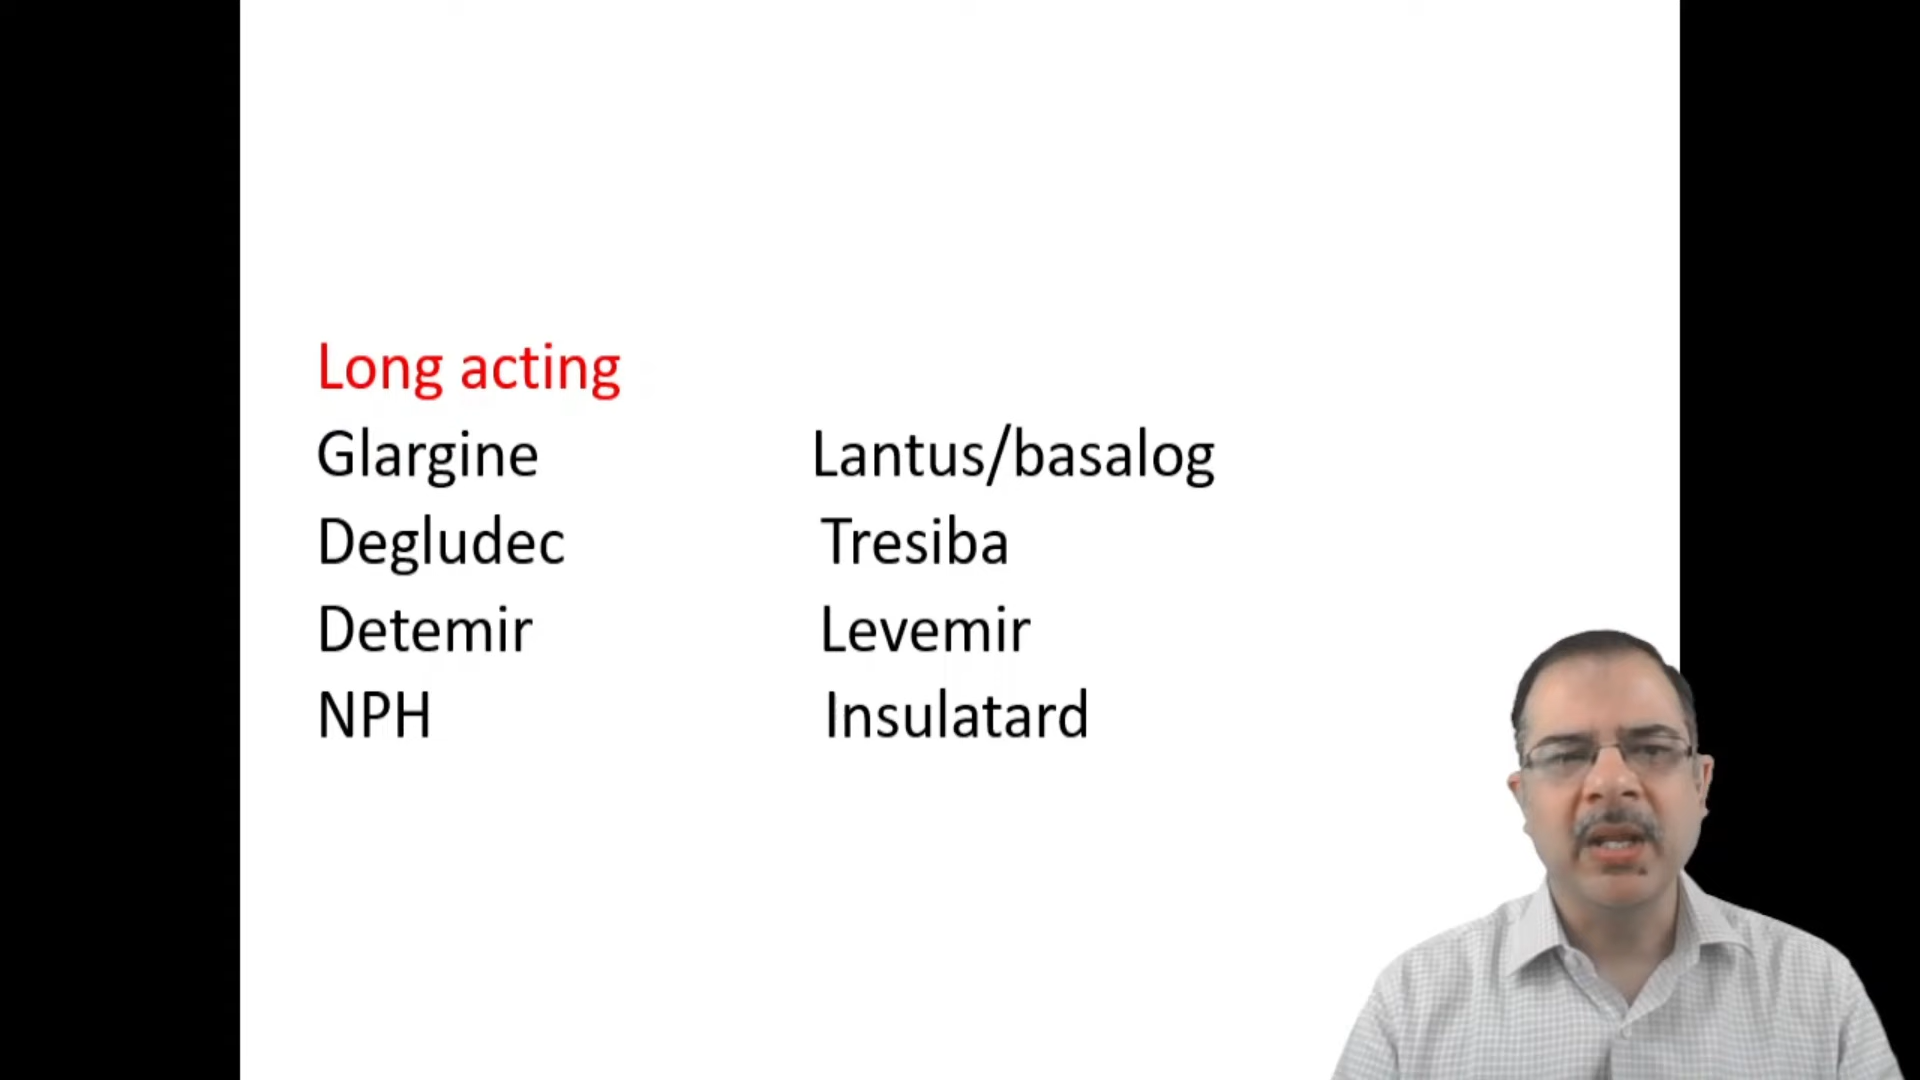 Long acting
Glargine Lantus/basalog
Degludec Tresiba
Detemir Levemir
NPH Insulatard